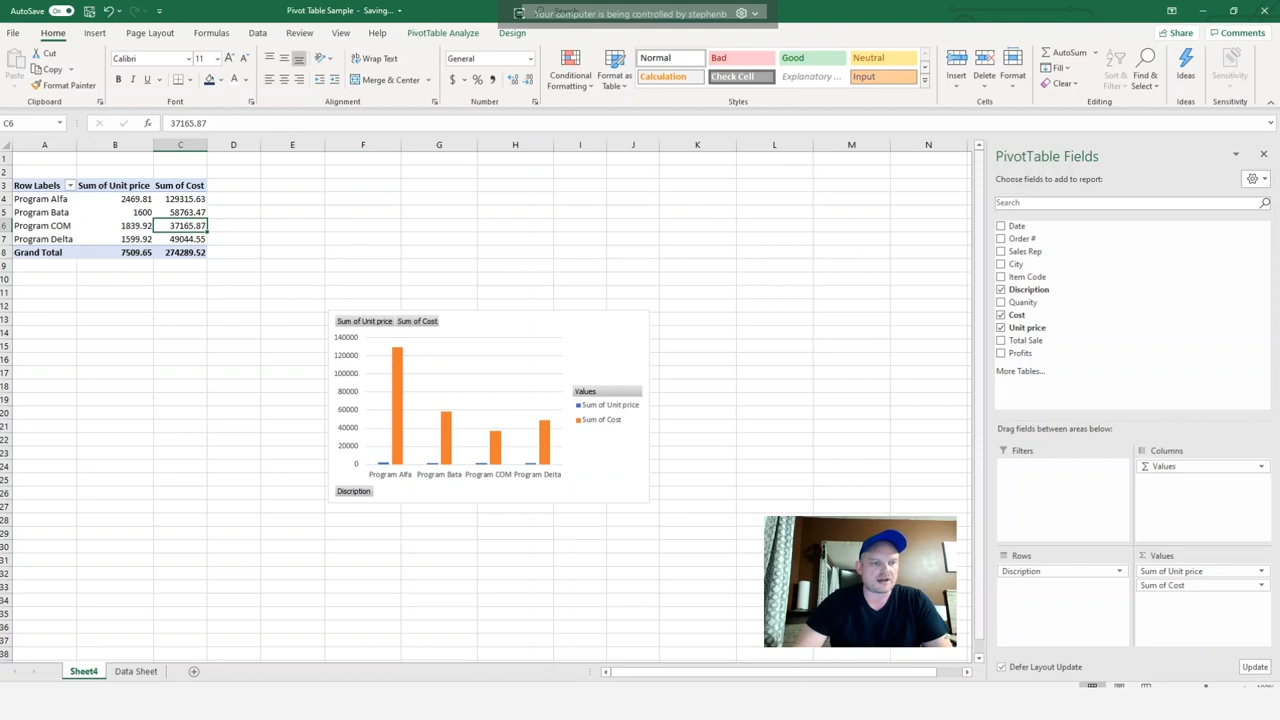 AutoSave On
Pivot Table Sample - Saving...
Your computer is being controlled by stephenb
File Home Insert Page Layout Formulas Data Review View Help PivotTable Analyze Design
Share Comments
Paste
Cut
Copy
Format Painter
Calibri 11
B I U
Wrap Text
Merge & Center
General
$ % ,
Conditional Formatting
Format as Table
Normal Bad Good Neutral
Calculation Check Cell Explanatory ... Input
Insert Delete Format
AutoSum
Fill
Clear
Sort & Filter
Find & Select
Ideas
Sensitivity
Clipboard Font Alignment Number Styles Cells Editing Ideas Sensitivity
C6 fx 37165.87
A B C D E F G H I J K L M N
1
2
3 Row Labels Sum of Unit price Sum of Cost
4 Program Alfa 2469.81 129315.63
5 Program Bata 1600 58763.47
6 Program COM 1839.92 37165.87
7 Program Delta 1599.92 49044.55
8 Grand Total 7509.65 274289.52
9
10
11
12
13
14
15
16
17
18
19
20
21
22
23
24
25
26
27
28
29
30
31
32
33
34
35
36
37
38
Sum of Unit price Sum of Cost
140000
120000
100000
80000
60000
40000
20000
0
Program Alfa Program Bata Program COM Program Delta
Values
Sum of Unit price
Sum of Cost
Discription
PivotTable Fields
Choose fields to add to report:
Search
Date
Order #
Sales Rep
City
Item Code
Discription
Quanity
Cost
Unit price
Total Sale
Profits
More Tables...
Drag fields between areas below:
Filters
Columns
Σ Values
Rows
Discription
Σ Values
Sum of Unit price
Sum of Cost
Defer Layout Update
Update
Sheet4 Data Sheet